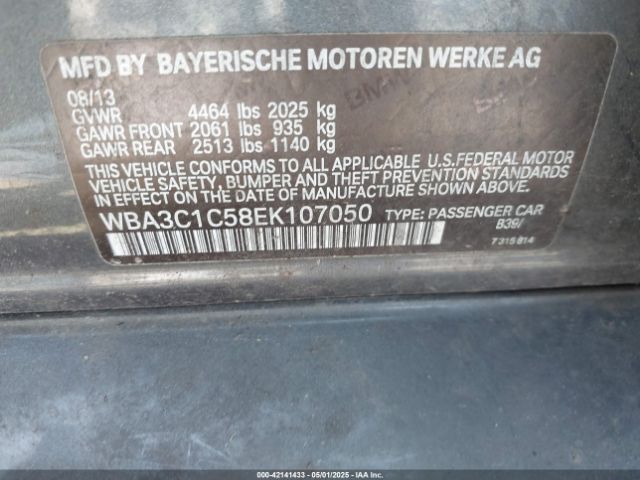 MFD BY BAYERISCHE MOTOREN WERKE AG
08/13
GVWR 4464 lbs 2025 kg
GAWR FRONT 2061 lbs 935 kg
GAWR REAR 2513 lbs 1140 kg
THIS VEHICLE CONFORMS TO ALL APPLICABLE U.S.FEDERAL MOTOR
VEHICLE SAFETY, BUMPER, AND THEFT PREVENTION STANDARDS
IN EFFECT ON THE DATE OF MANUFACTURE SHOWN ABOVE.
WBA3C1C58EK107050 TYPE: PASSENGER CAR
B39/
7315814
000-42141433 - 05/01/2025 - IAA Inc.